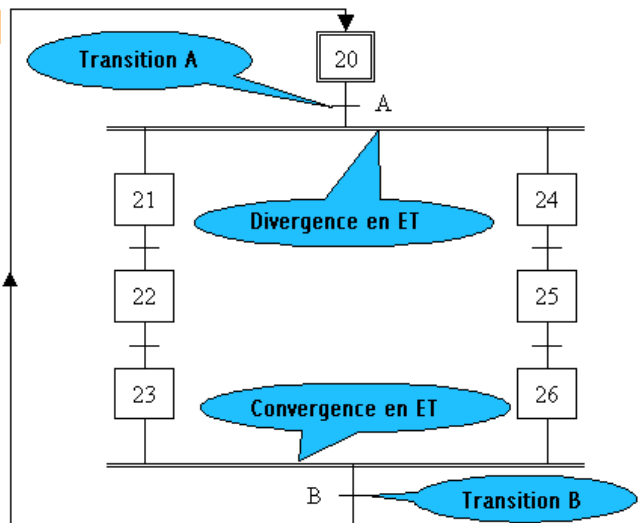 20
Transition A
A
21
Divergence en ET
24
22
25
23
Convergence en ET
26
B
Transition B